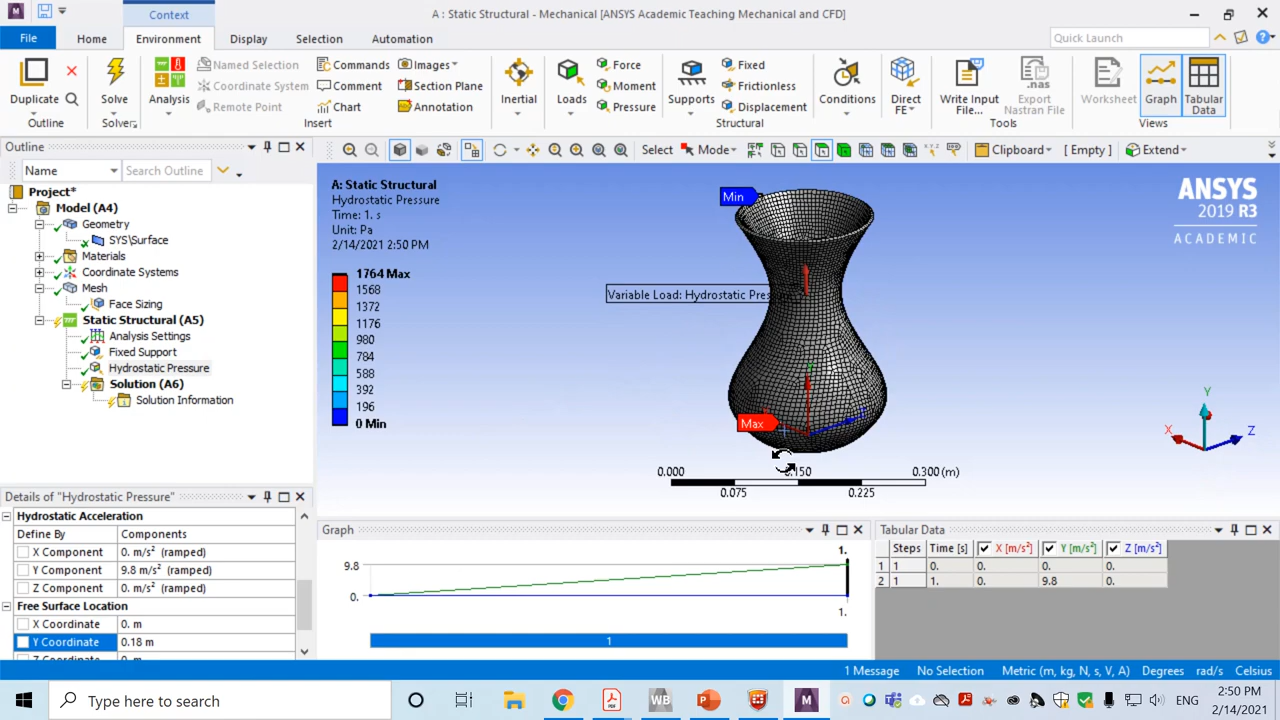 Context
A : Static Structural - Mechanical [ANSYS Academic Teaching Mechanical and CFD]
File Home Environment Display Selection Automation
Quick Launch
Duplicate
Outline
Solve
Solver
Analysis
Named Selection
Coordinate System
Remote Point
Commands
Comment
Chart
Images
Section Plane
Annotation
Insert
Inertial
Loads
Force
Moment
Pressure
Supports
Fixed
Frictionless
Displacement
Structural
Conditions
Direct FE
Write Input File...
Export Nastran File
Tools
Worksheet
Graph
Tabular Data
Views
Outline
Name
Search Outline
Select Mode Clipboard [ Empty ] Extend
Project*
Model (A4)
Geometry
SYS\Surface
Materials
Coordinate Systems
Mesh
Face Sizing
Static Structural (A5)
Analysis Settings
Fixed Support
Hydrostatic Pressure
Solution (A6)
Solution Information
A: Static Structural
Hydrostatic Pressure
Time: 1. s
Unit: Pa
2/14/2021 2:50 PM
1764 Max
1568
1372
1176
980
784
588
392
196
0 Min
Min
Variable Load: Hydrostatic Pres
Max
ANSYS
2019 R3
ACADEMIC
Y
X
Z
0.000 0.150 0.300 (m)
0.075 0.225
Details of "Hydrostatic Pressure"
Hydrostatic Acceleration
Define By Components
X Component 0. m/s² (ramped)
Y Component 9.8 m/s² (ramped)
Z Component 0. m/s² (ramped)
Free Surface Location
X Coordinate 0. m
Y Coordinate 0.18 m
Z Coordinate 0. m
Graph
1.
9.8
0.
1.
1
Tabular Data
Steps Time [s] X [m/s²] Y [m/s²] Z [m/s²]
1 1 0. 0. 0. 0.
2 1 1. 0. 9.8 0.
1 Message No Selection Metric (m, kg, N, s, V, A) Degrees rad/s Celsius
Type here to search
ENG
2:50 PM
2/14/2021